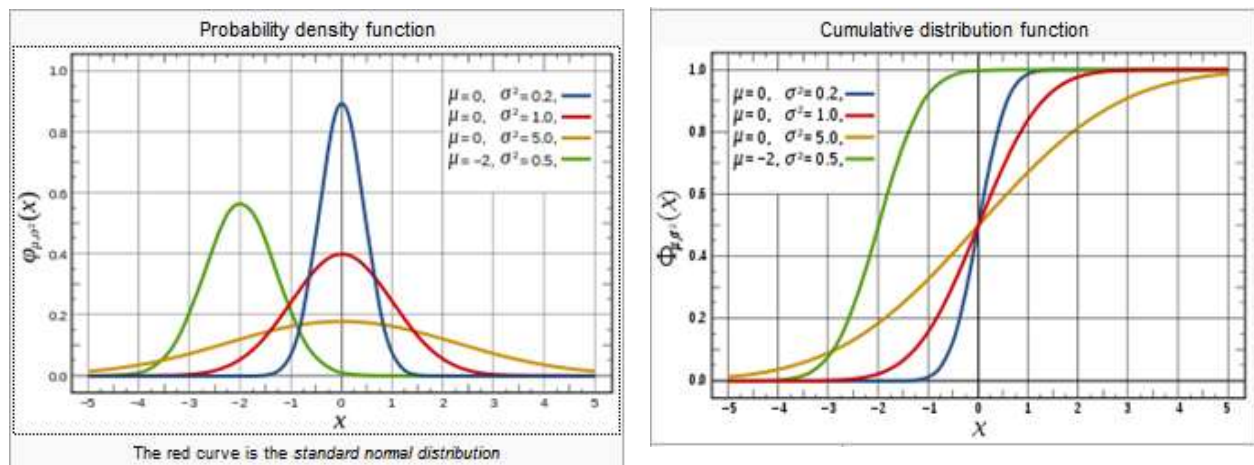 Probability density function
1.0
0.8
0.6
0.4
0.2
0.0
φμ,σ²(x)
μ=0, σ²=0.2,
μ=0, σ²=1.0,
μ=0, σ²=5.0,
μ=−2, σ²=0.5,
−5 −4 −3 −2 −1 0 1 2 3 4 5
x
The red curve is the standard normal distribution
Cumulative distribution function
1.0
0.8
0.6
0.4
0.2
0.0
Φμ,σ²(x)
μ=0, σ²=0.2,
μ=0, σ²=1.0,
μ=0, σ²=5.0,
μ=−2, σ²=0.5,
−5 −4 −3 −2 −1 0 1 2 3 4 5
x